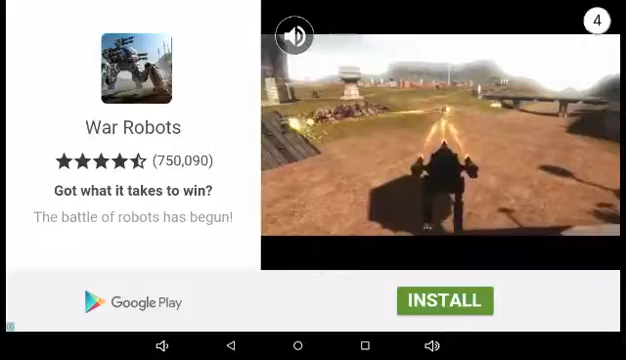 4
War Robots
(750,090)
Got what it takes to win?
The battle of robots has begun!
Google Play
INSTALL